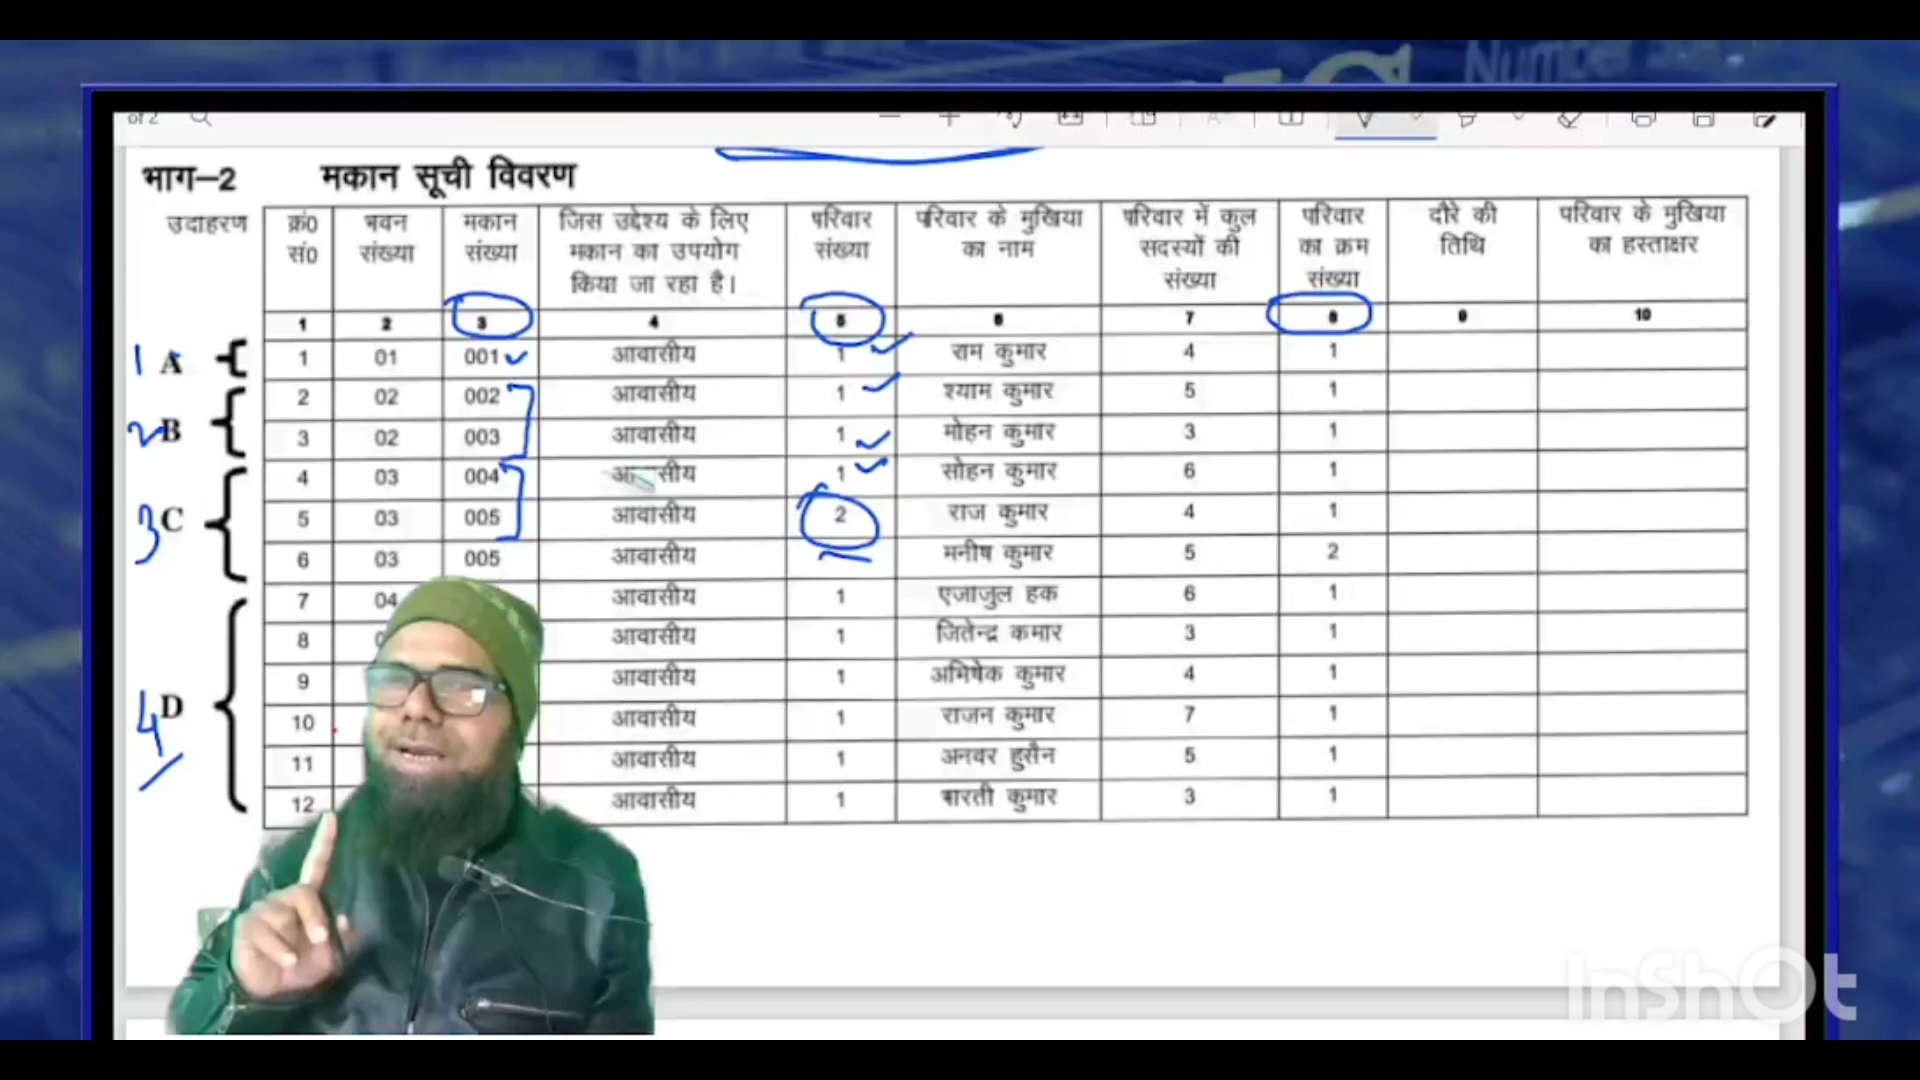 Number
of 2
भाग–2 मकान सूची विवरण
उदाहरण क्रं0 सं0 भवन संख्या मकान संख्या जिस उद्देश्य के लिए मकान का उपयोग किया जा रहा है। परिवार संख्या परिवार के मुखिया का नाम परिवार में कुल सदस्यों की संख्या परिवार का क्रम संख्या दौरे की तिथि परिवार के मुखिया का हस्ताक्षर
1 2 3 4 5 6 7 8 9 10
1 A 1 01 001 आवासीय 1 राम कुमार 4 1
2 02 002 आवासीय 1 श्याम कुमार 5 1
2 B 3 02 003 आवासीय 1 मोहन कुमार 3 1
4 03 004 1 सोहन कुमार 6 1
3 C 5 03 005 आवासीय 2 राज कुमार 4 1
6 03 005 आवासीय मनीष कुमार 5 2
7 04 आवासीय 1 एजाजुल हक 6 1
8 आवासीय 1 जितेन्द्र कमार 3 1
9 आवासीय 1 अभिषेक कुमार 4 1
4 D 10 आवासीय 1 राजन कुमार 7 1
11 आवासीय 1 अनवर हुसैन 5 1
12 आवासीय 1 भारती कुमार 3 1
InShOt